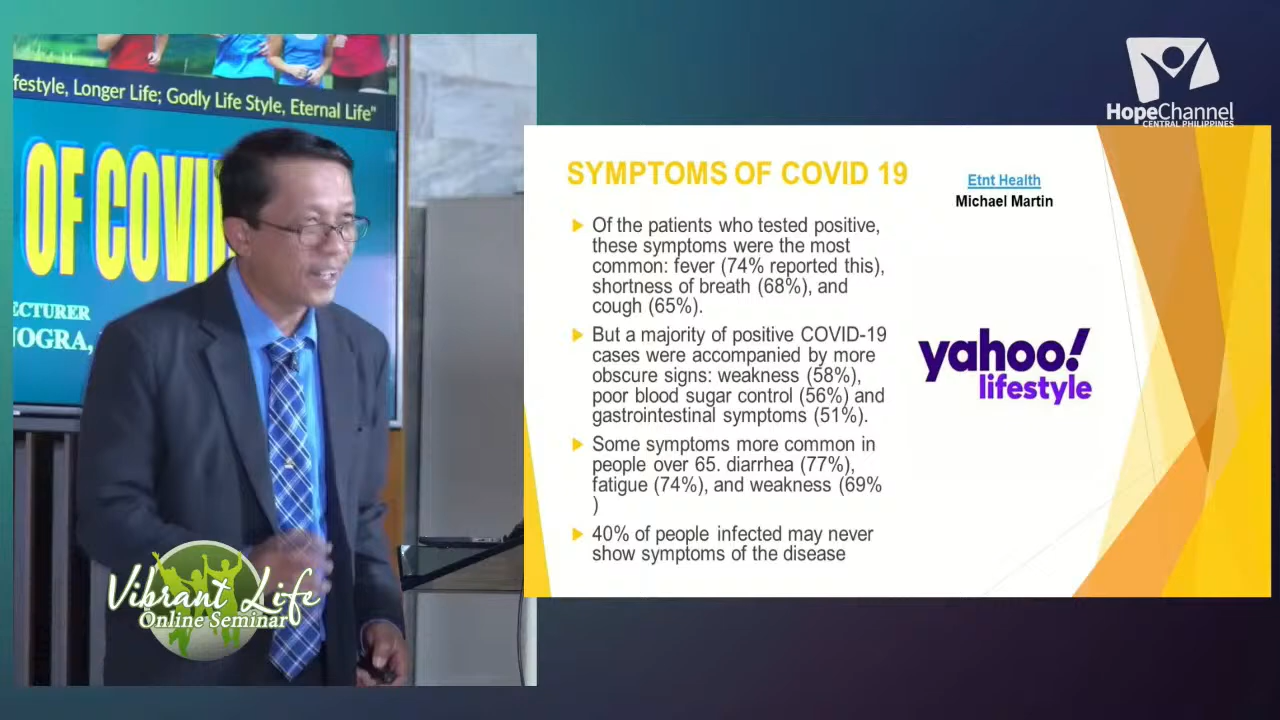 festyle, Longer Life; Godly Life Style, Eternal Life"
OF COVI
ECTURER
NOGRA,
Vibrant Life
Online Seminar
HopeChannel
CENTRAL PHILIPPINES
SYMPTOMS OF COVID 19
Etnt Health
Michael Martin
Of the patients who tested positive,
these symptoms were the most
common: fever (74% reported this),
shortness of breath (68%), and
cough (65%).
But a majority of positive COVID-19
cases were accompanied by more
obscure signs: weakness (58%),
poor blood sugar control (56%) and
gastrointestinal symptoms (51%).
Some symptoms more common in
people over 65. diarrhea (77%),
fatigue (74%), and weakness (69%
)
40% of people infected may never
show symptoms of the disease
yahoo!
lifestyle